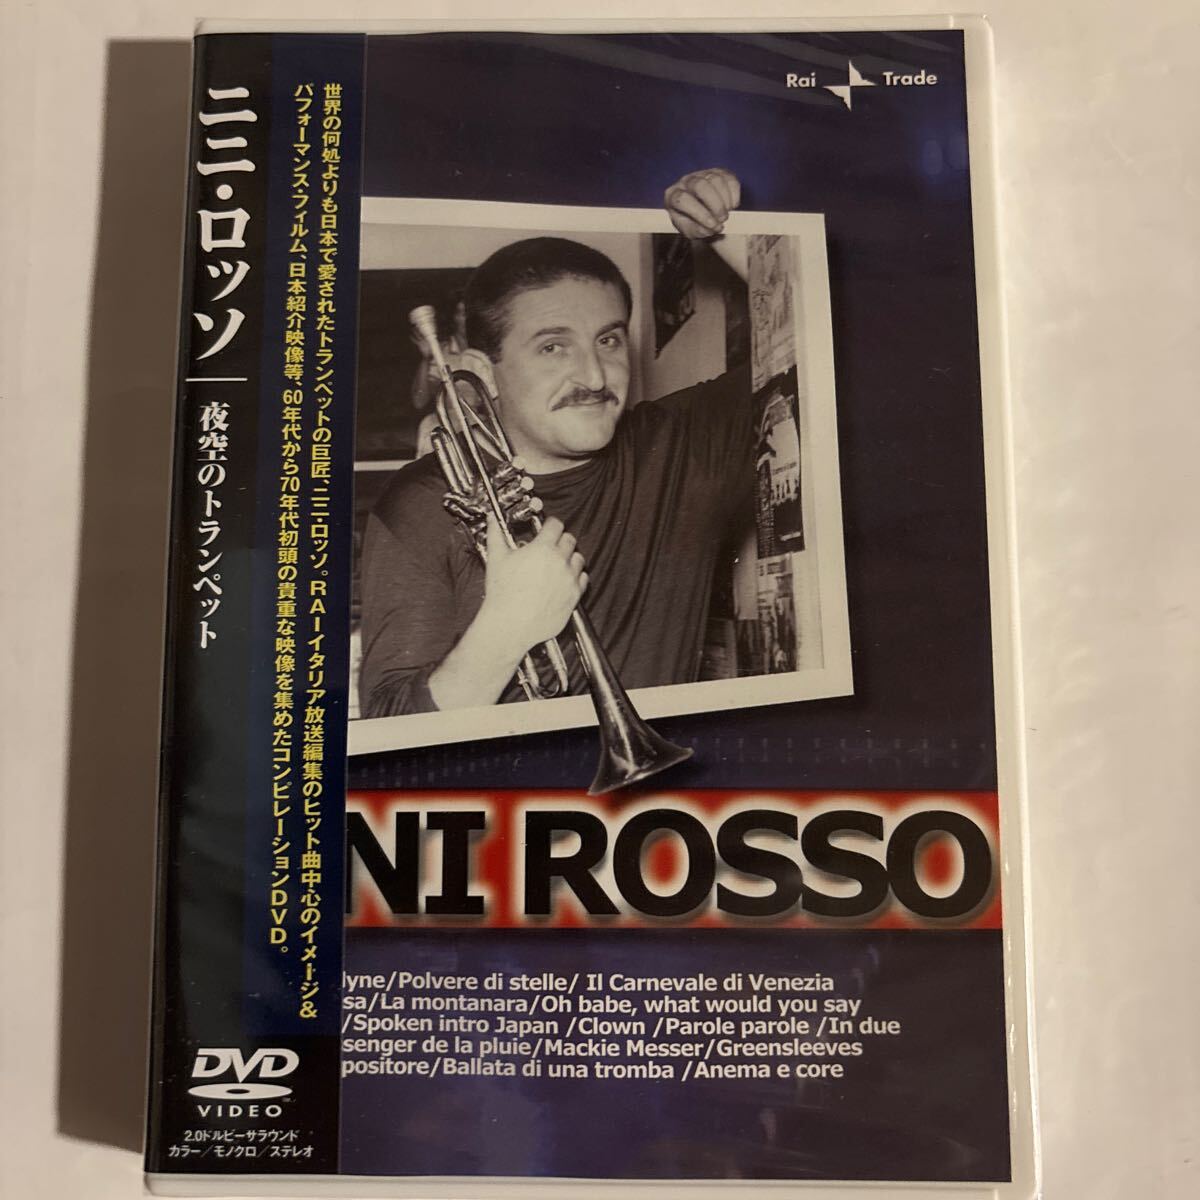 Rai Trade
ニニ・ロッソ 夜空のトランペット
世界の何処よりも日本で愛されたトランペットの巨匠、ニニ・ロッソ。RAIイタリア放送編集のヒット曲中心のイメージ&
パフォーマンス・フィルム、日本紹介映像等、60年代から70年代初頭の貴重な映像を集めたコンピレーションDVD。
NI ROSSO
lyne/Polvere di stelle/ Il Carnevale di Venezia
sa/La montanara/Oh babe, what would you say
/Spoken intro Japan /Clown /Parole parole /In due
senger de la pluie/Mackie Messer/Greensleeves
positore/Ballata di una tromba /Anema e core
DVD
VIDEO
2.0ドルビーサラウンド
カラー/モノクロ/ステレオ